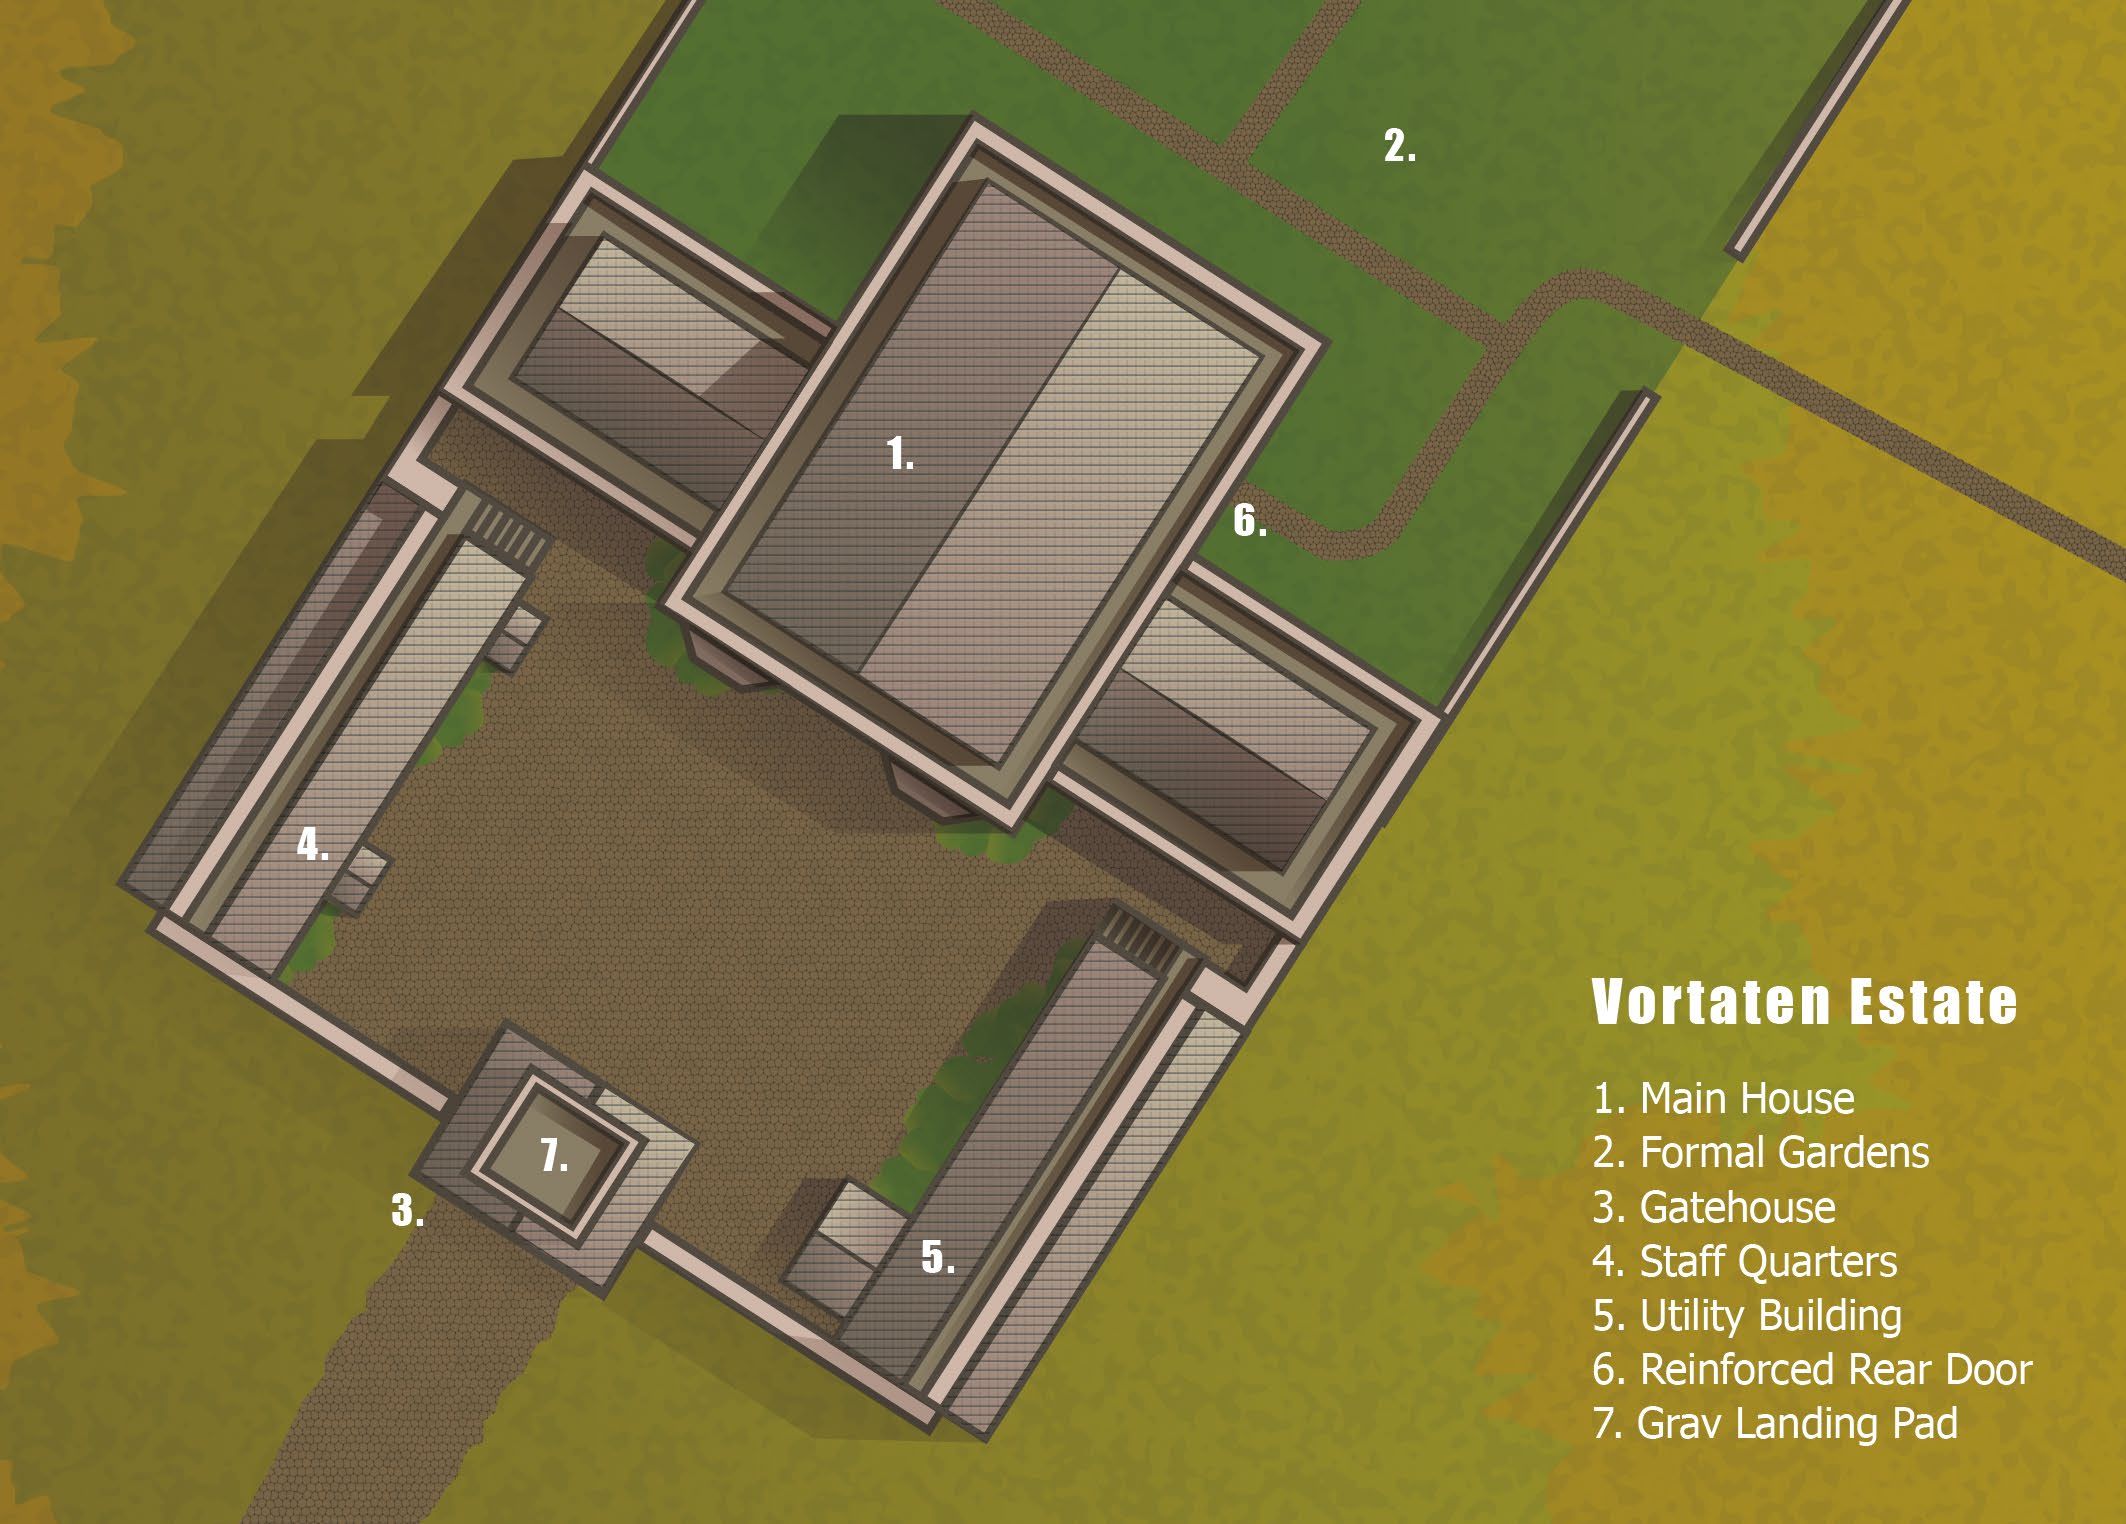 2.
1.
6.
4.
7.
3.
5.
Vortaten Estate
1. Main House
2. Formal Gardens
3. Gatehouse
4. Staff Quarters
5. Utility Building
6. Reinforced Rear Door
7. Grav Landing Pad